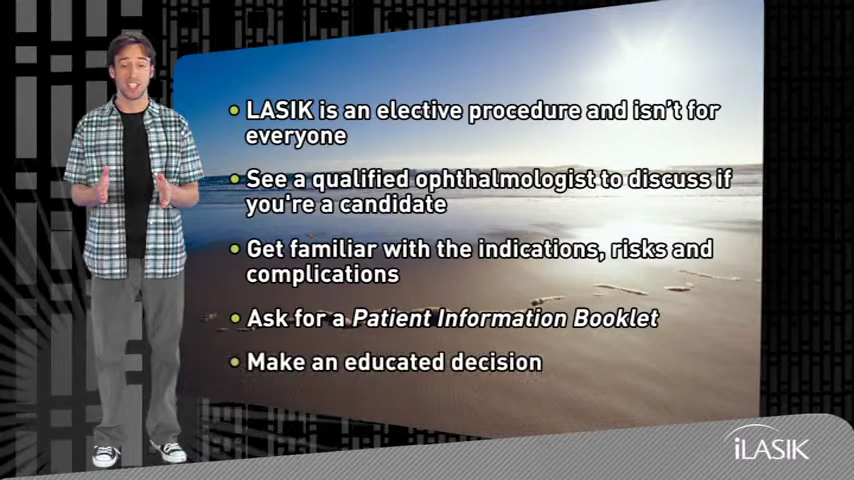 • LASIK is an elective procedure and isn't for
everyone
• See a qualified ophthalmologist to discuss if
you're a candidate
• Get familiar with the indications, risks and
complications
• Ask for a Patient Information Booklet
• Make an educated decision
iLASIK